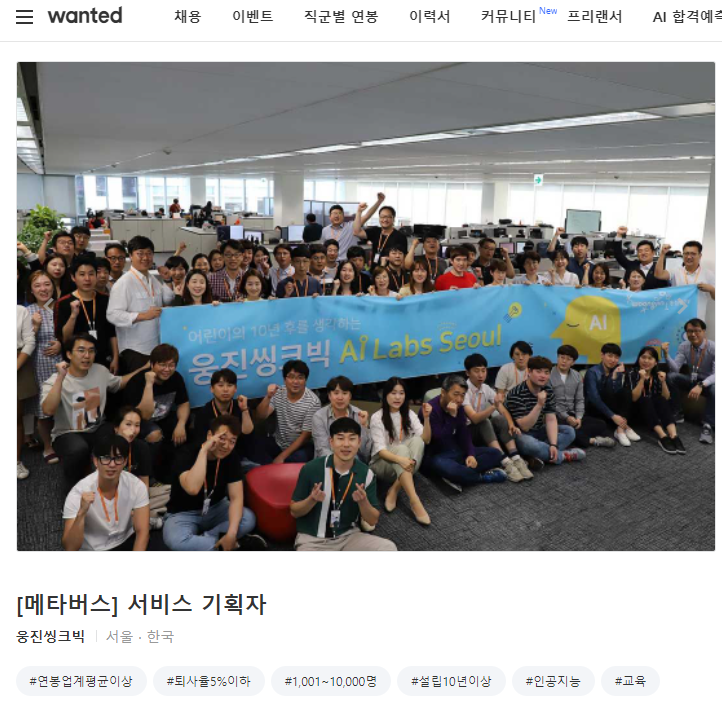 wanted 채용 이벤트 직군별 연봉 이력서 커뮤니티 New 프리랜서 AI 합격예측
어린이의 10년 후를 생각하는
웅진씽크빅 AI Labs Seoul
AI
[메타버스] 서비스 기획자
웅진씽크빅 서울 · 한국
#연봉업계평균이상 #퇴사율5%이하 #1,001~10,000명 #설립10년이상 #인공지능 #교육